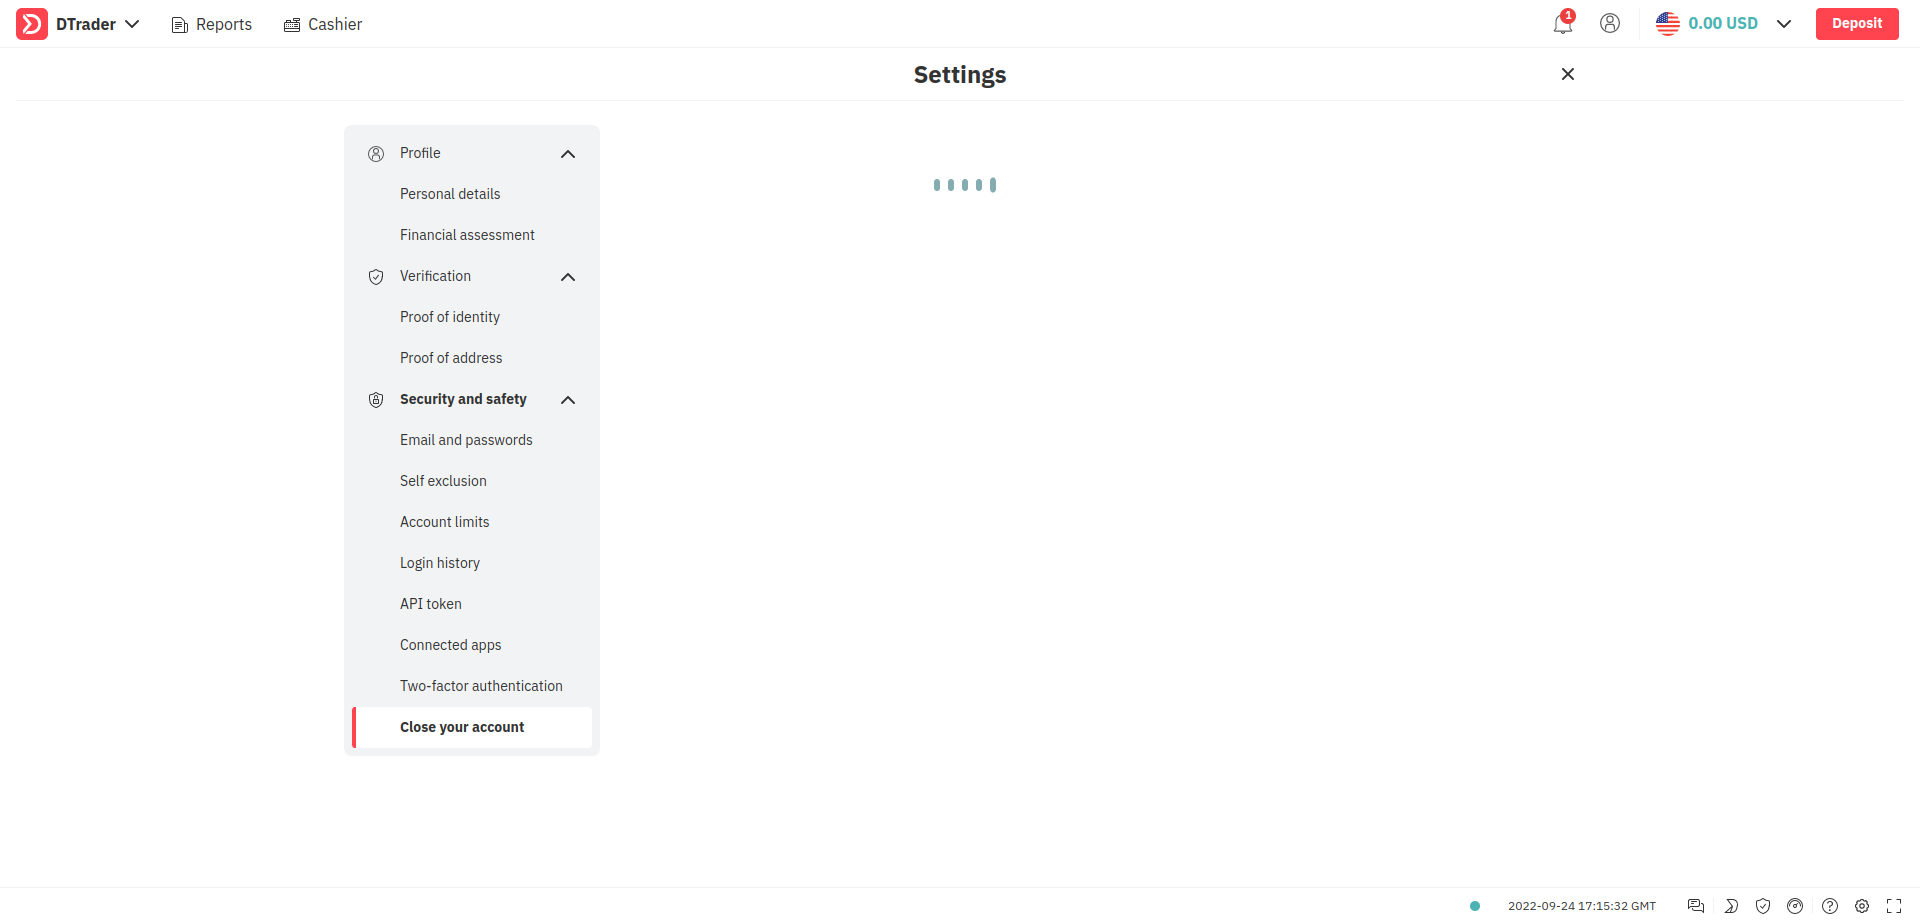 DTrader Reports Cashier 1 0.00 USD Deposit
Settings
Profile
Personal details
Financial assessment
Verification
Proof of identity
Proof of address
Security and safety
Email and passwords
Self exclusion
Account limits
Login history
API token
Connected apps
Two-factor authentication
Close your account
2022-09-24 17:15:32 GMT